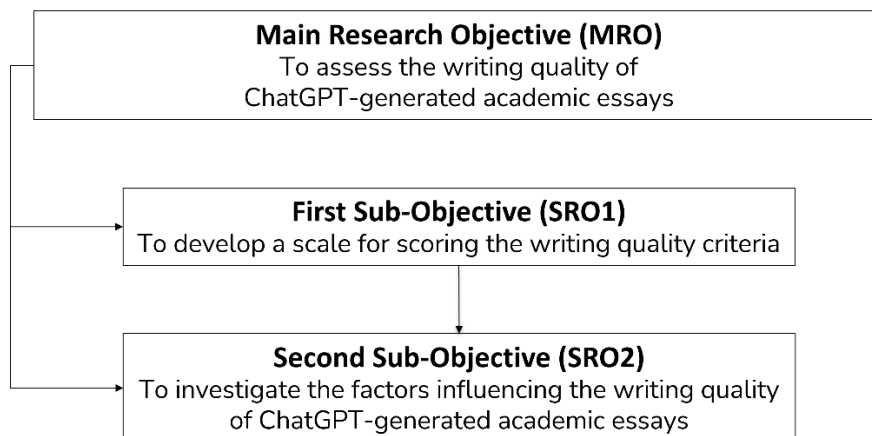 Main Research Objective (MRO)
To assess the writing quality of
ChatGPT-generated academic essays
First Sub-Objective (SRO1)
To develop a scale for scoring the writing quality criteria
Second Sub-Objective (SRO2)
To investigate the factors influencing the writing quality
of ChatGPT-generated academic essays